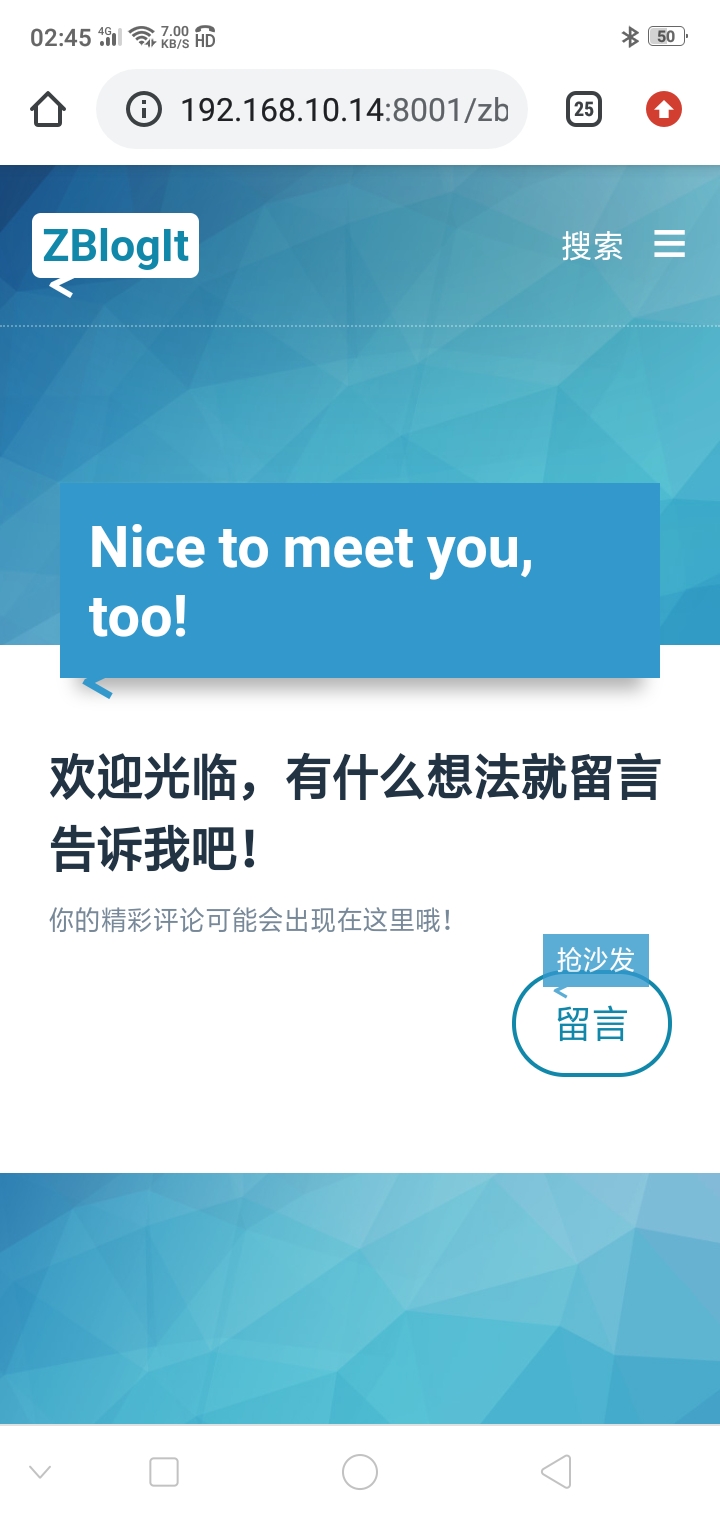 02:45 4G 7.00 KB/S HD 50
192.168.10.14:8001/zb 25
ZBlogIt
搜索
Nice to meet you,
too!
欢迎光临，有什么想法就留言
告诉我吧！
你的精彩评论可能会出现在这里哦！
抢沙发
留言